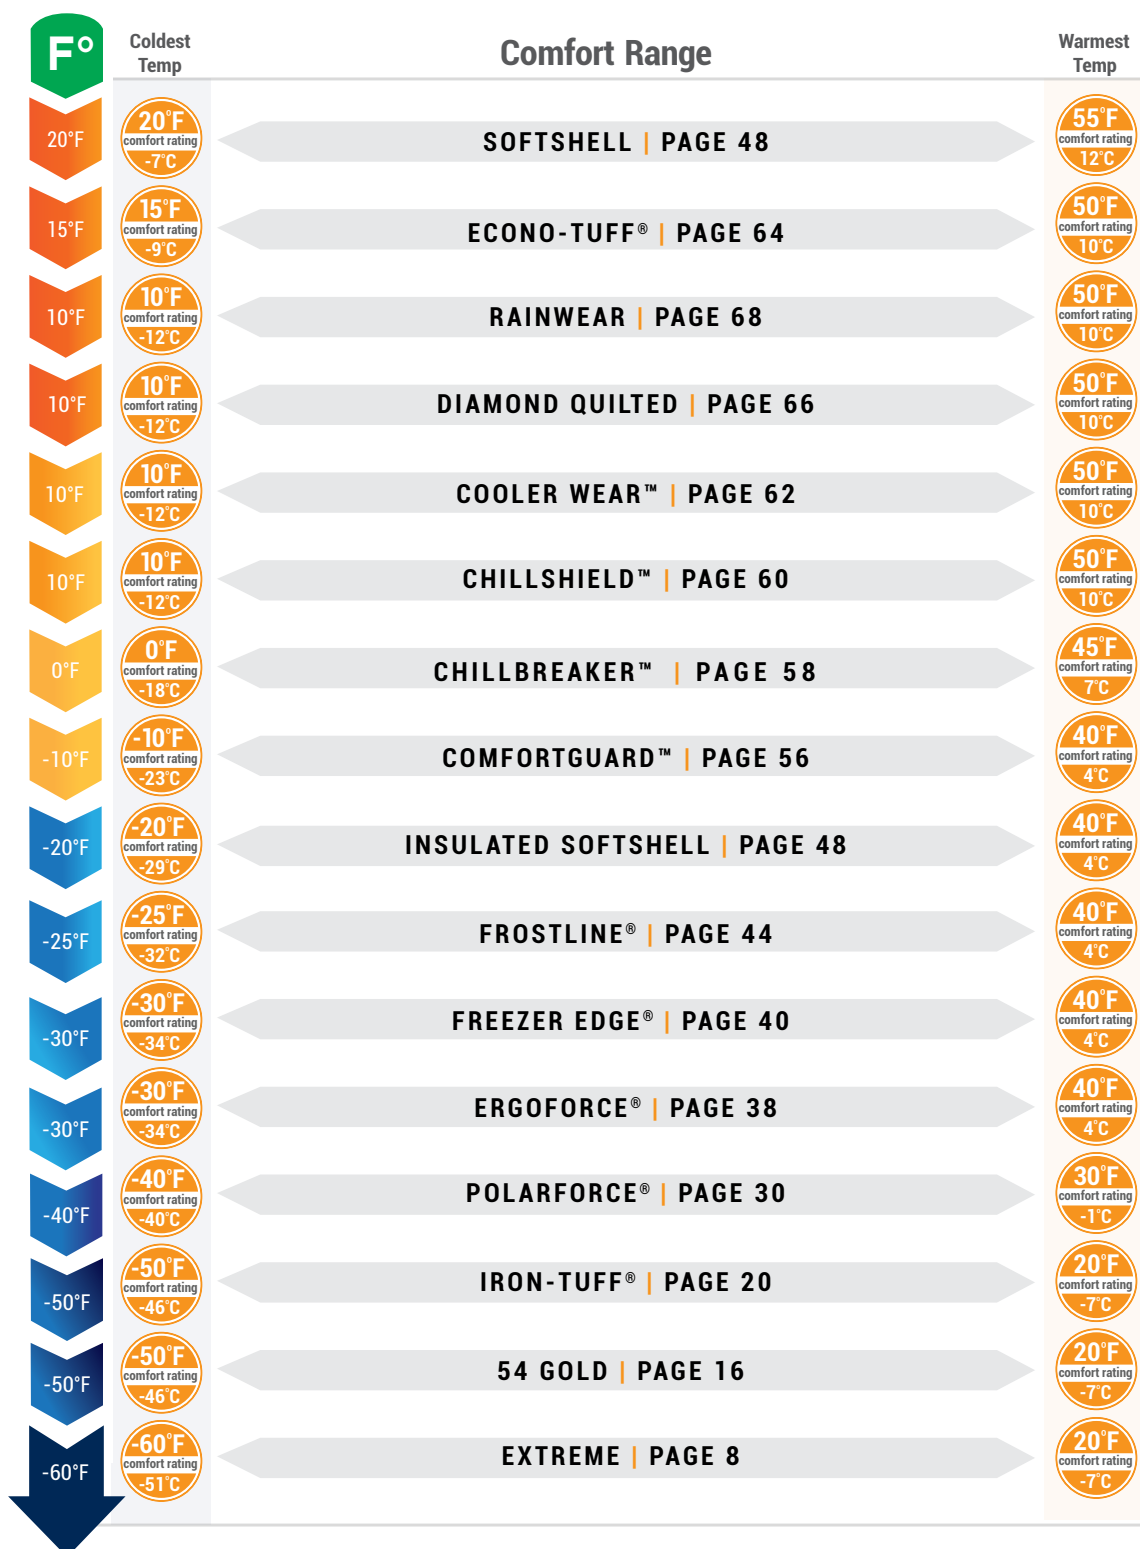 F°
Coldest
Temp
Comfort Range
Warmest
Temp
20°F
20°F
comfort rating
-7°C
SOFTSHELL | PAGE 48
55°F
comfort rating
12°C
15°F
15°F
comfort rating
-9°C
ECONO-TUFF® | PAGE 64
50°F
comfort rating
10°C
10°F
10°F
comfort rating
-12°C
RAINWEAR | PAGE 68
50°F
comfort rating
10°C
10°F
10°F
comfort rating
-12°C
DIAMOND QUILTED | PAGE 66
50°F
comfort rating
10°C
10°F
10°F
comfort rating
-12°C
COOLER WEAR™ | PAGE 62
50°F
comfort rating
10°C
10°F
10°F
comfort rating
-12°C
CHILLSHIELD™ | PAGE 60
50°F
comfort rating
10°C
0°F
0°F
comfort rating
-18°C
CHILLBREAKER™ | PAGE 58
45°F
comfort rating
7°C
-10°F
-10°F
comfort rating
-23°C
COMFORTGUARD™ | PAGE 56
40°F
comfort rating
4°C
-20°F
-20°F
comfort rating
-29°C
INSULATED SOFTSHELL | PAGE 48
40°F
comfort rating
4°C
-25°F
-25°F
comfort rating
-32°C
FROSTLINE® | PAGE 44
40°F
comfort rating
4°C
-30°F
-30°F
comfort rating
-34°C
FREEZER EDGE® | PAGE 40
40°F
comfort rating
4°C
-30°F
-30°F
comfort rating
-34°C
ERGOFORCE® | PAGE 38
40°F
comfort rating
4°C
-40°F
-40°F
comfort rating
-40°C
POLARFORCE® | PAGE 30
30°F
comfort rating
-1°C
-50°F
-50°F
comfort rating
-46°C
IRON-TUFF® | PAGE 20
20°F
comfort rating
-7°C
-50°F
-50°F
comfort rating
-46°C
54 GOLD | PAGE 16
20°F
comfort rating
-7°C
-60°F
-60°F
comfort rating
-51°C
EXTREME | PAGE 8
20°F
comfort rating
-7°C